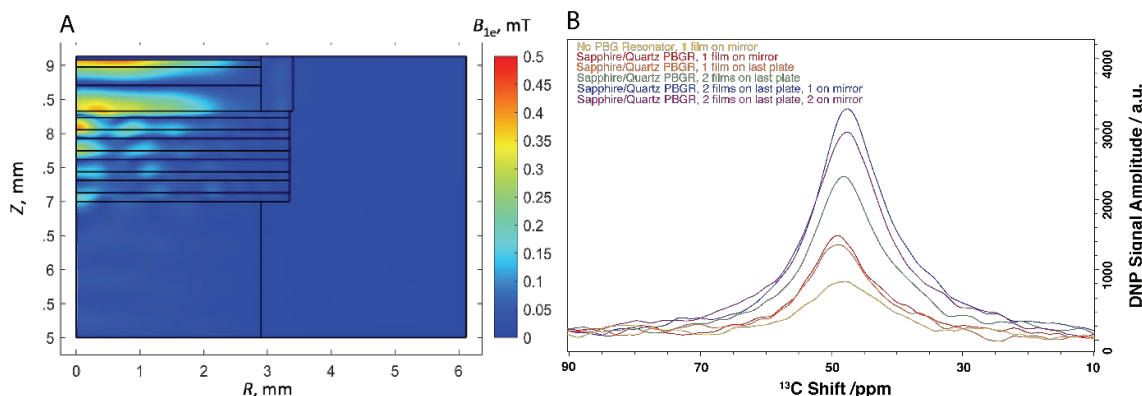 A
B₁ₑ, mT
9
.5
8
.5
7
.5
6
.5
5
Z, mm
0
1
2
3
4
5
6
R, mm
0.5
0.45
0.4
0.35
0.3
0.25
0.2
0.15
0.1
0.05
0
B
No PBG Resonator, 1 film on mirror
Sapphire/Quartz PBGR, 1 film on mirror
Sapphire/Quartz PBGR, 1 film on last plate
Sapphire/Quartz PBGR, 2 films on last plate
Sapphire/Quartz PBGR, 2 films on last plate, 1 on mirror
Sapphire/Quartz PBGR, 2 films on last plate, 2 on mirror
4000
3000
2000
1000
0
DNP Signal Amplitude / a.u.
90
70
50
30
10
¹³C Shift /ppm